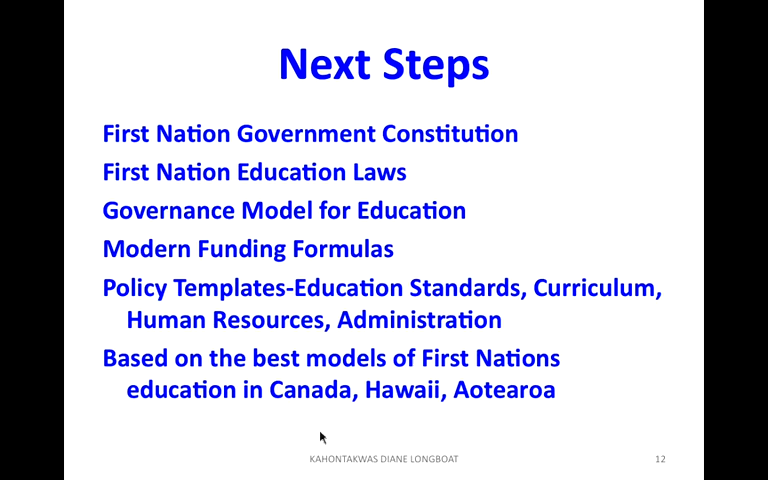 Next Steps
First Nation Government Constitution
First Nation Education Laws
Governance Model for Education
Modern Funding Formulas
Policy Templates-Education Standards, Curriculum,
Human Resources, Administration
Based on the best models of First Nations
education in Canada, Hawaii, Aotearoa
KAHONTAKWAS DIANE LONGBOAT
12